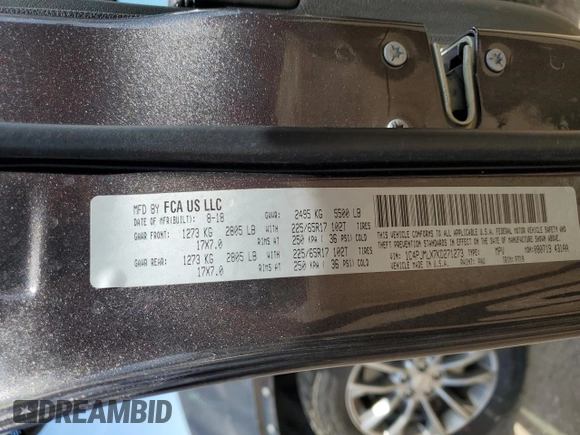 MFD BY FCA US LLC
DATE OF MFR(BUILT): 8-18 GVWR: 2495 KG 5500 LB
GAWR FRONT: 1273 KG 2805 LB WITH 225/65R17 102T TIRES
17X7.0 RIMS AT 250 KPA ( 36 PSI) COLD
GAWR REAR: 1273 KG 2805 LB WITH 225/65R17 102T TIRES
17X7.0 RIMS AT 250 KPA ( 36 PSI) COLD
THIS VEHICLE CONFORMS TO ALL APPLICABLE U.S.A. FEDERAL MOTOR VEHICLE SAFETY AND
THEFT PREVENTION STANDARDS IN EFFECT ON THE DATE OF MANUFACTURE SHOWN ABOVE.
VIN: 1C4PJMLX7KD271273 TYPE: MPV
VEHICLE MADE IN U.S.A. PAINT:
DREAMBID